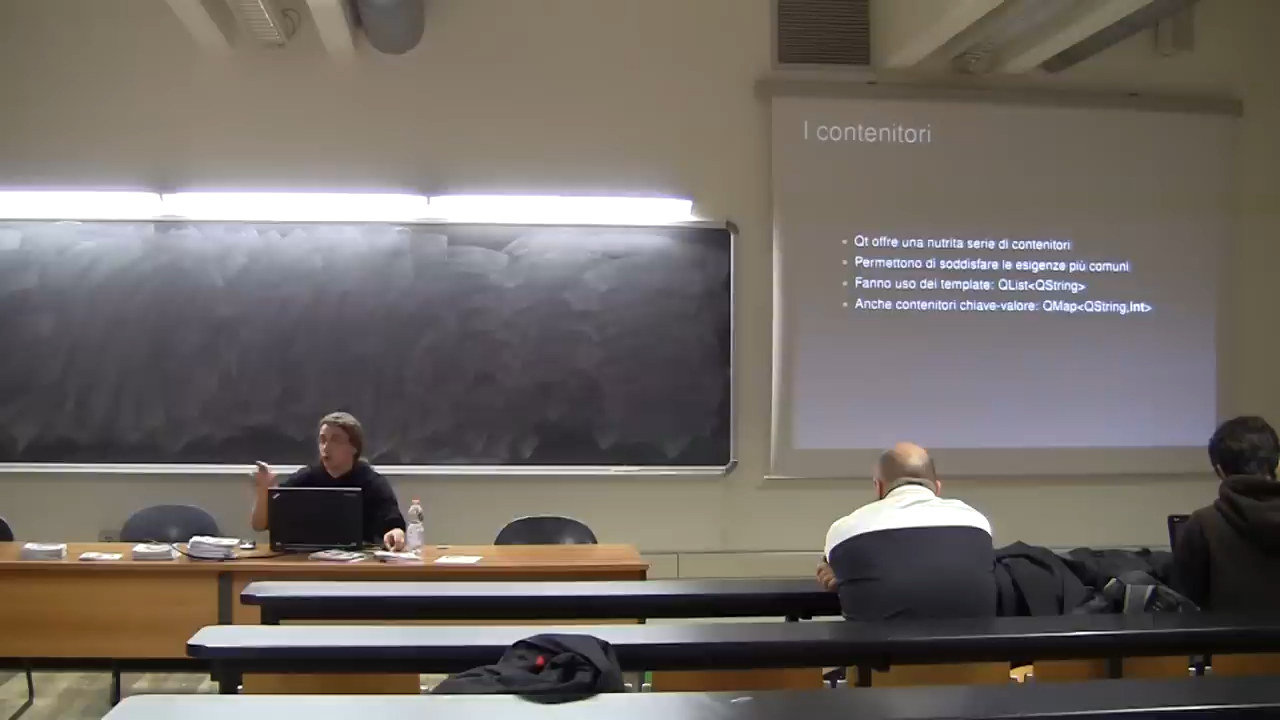 I contenitori
Qt offre una nutrita serie di contenitori
Permettono di soddisfare le esigenze più comuni
Fanno uso dei template: QList<QString>
Anche contenitori chiave-valore: QMap<QString,int>